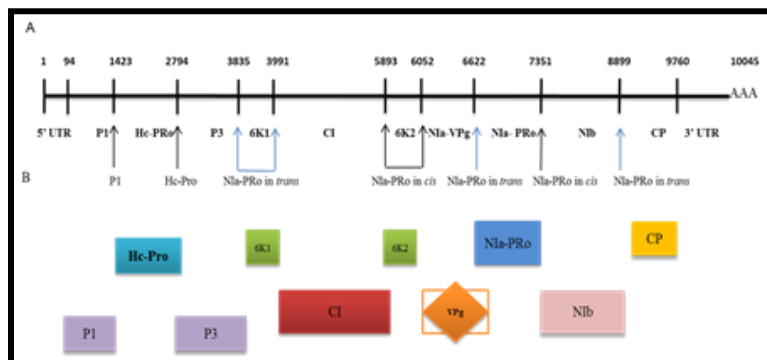 A
1 94 1423 2794 3835 3991 5893 6052 6622 7351 8899 9760 10045
AAA
5' UTR P1 Hc-PRo P3 6K1 CI 6K2 NIa-VPg NIa- PRo NIb CP 3' UTR
B P1 Hc-Pro NIa-PRo in trans NIa-PRo in cis NIa-PRo in trans NIa-PRo in cis NIa-PRo in trans
Hc-Pro 6K1 6K2 NIa-PRo CP
P1 P3 CI VPg NIb